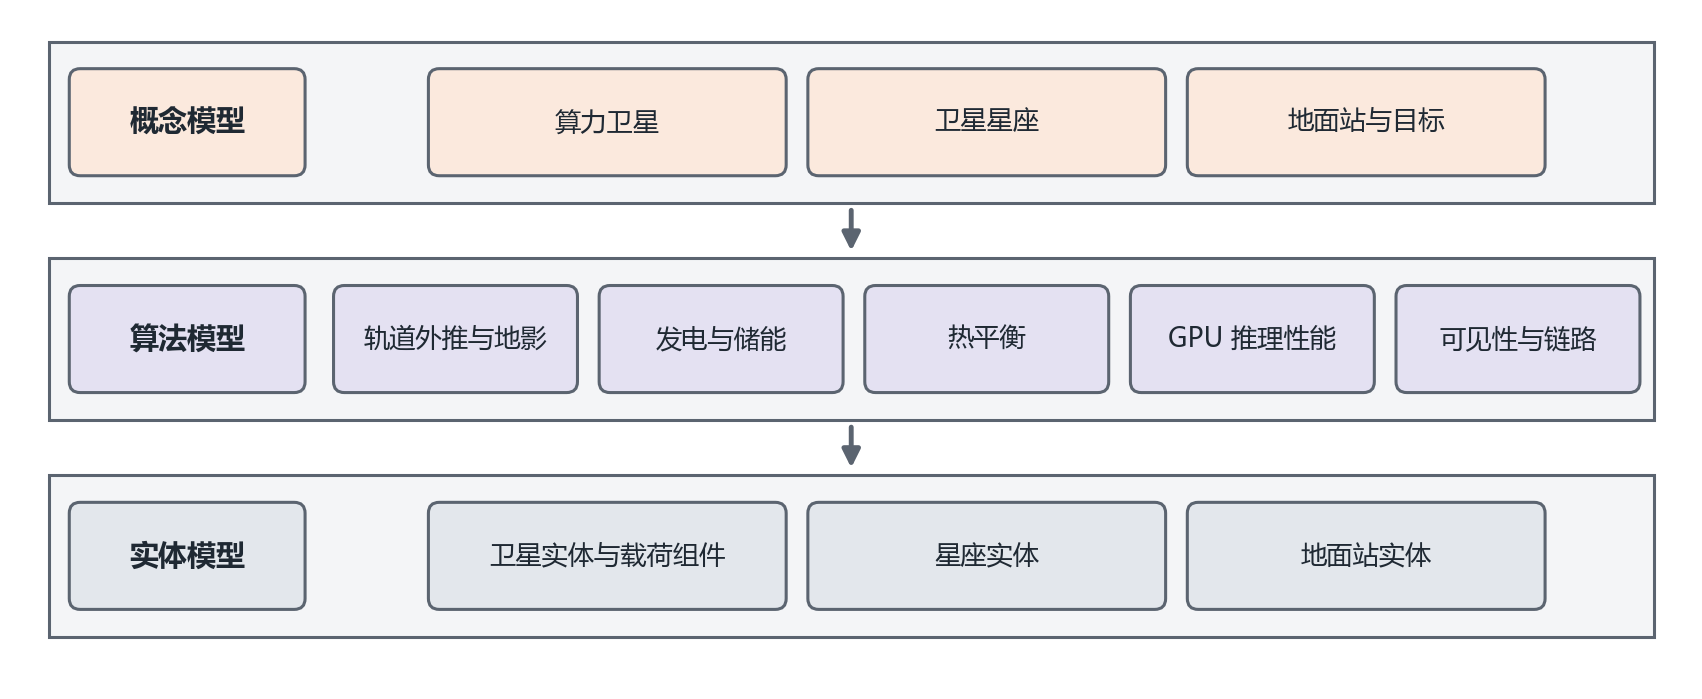 概念模型
算力卫星
卫星星座
地面站与目标
算法模型
轨道外推与地影
发电与储能
热平衡
GPU 推理性能
可见性与链路
实体模型
卫星实体与载荷组件
星座实体
地面站实体